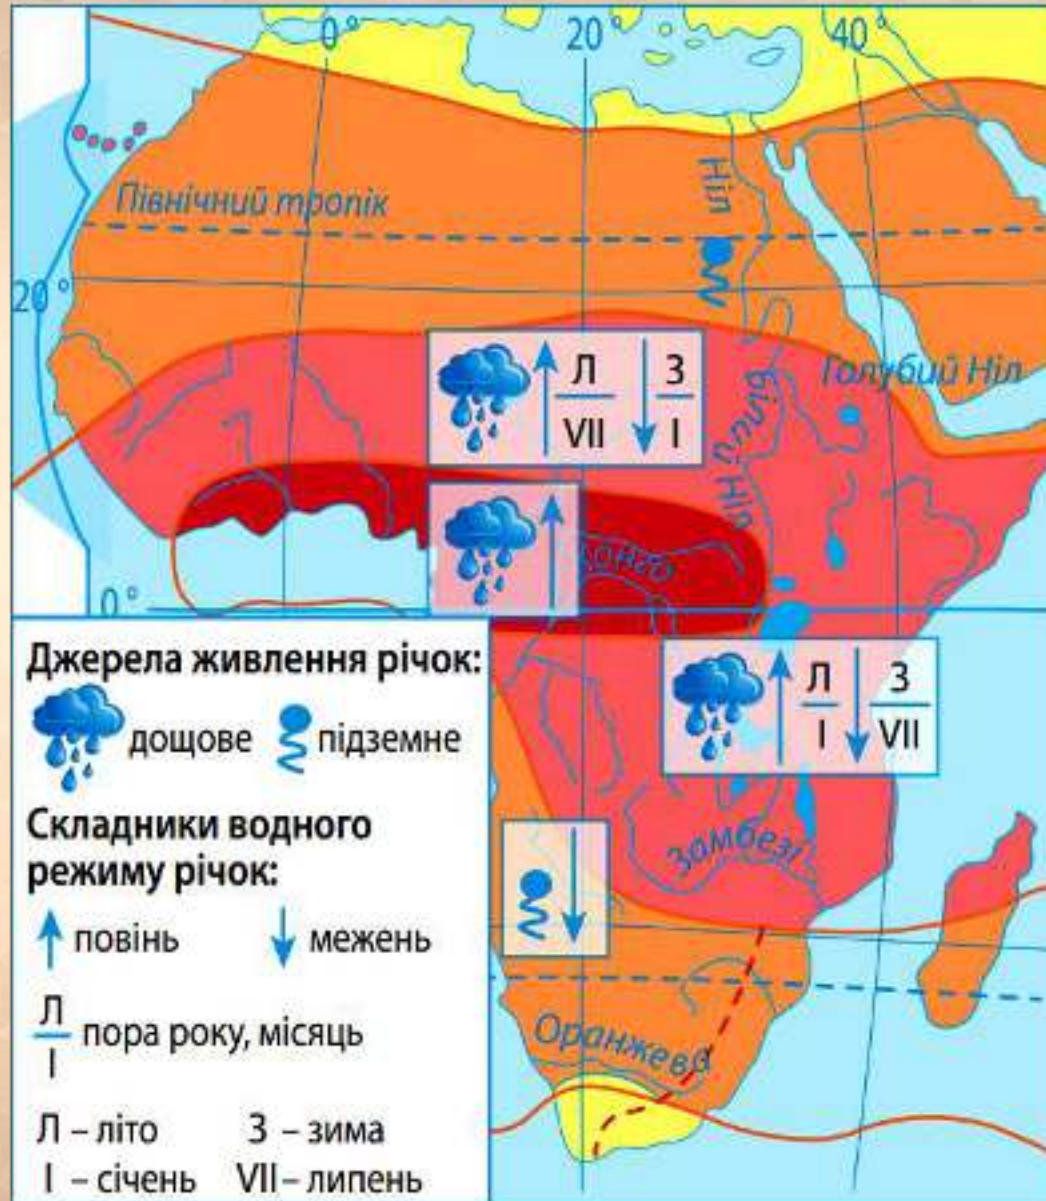 0°
20°
40°
Ніл
Північний тропік
20°
Л
VII
З
I
Голубий Ніл
Білий Ніл
Конго
0°
Л
I
З
VII
Замбезі
Оранжева
Джерела живлення річок:
дощове
підземне
Складники водного
режиму річок:
повінь
межень
Л
I
пора року, місяць
Л – літо
З – зима
I – січень
VII – липень